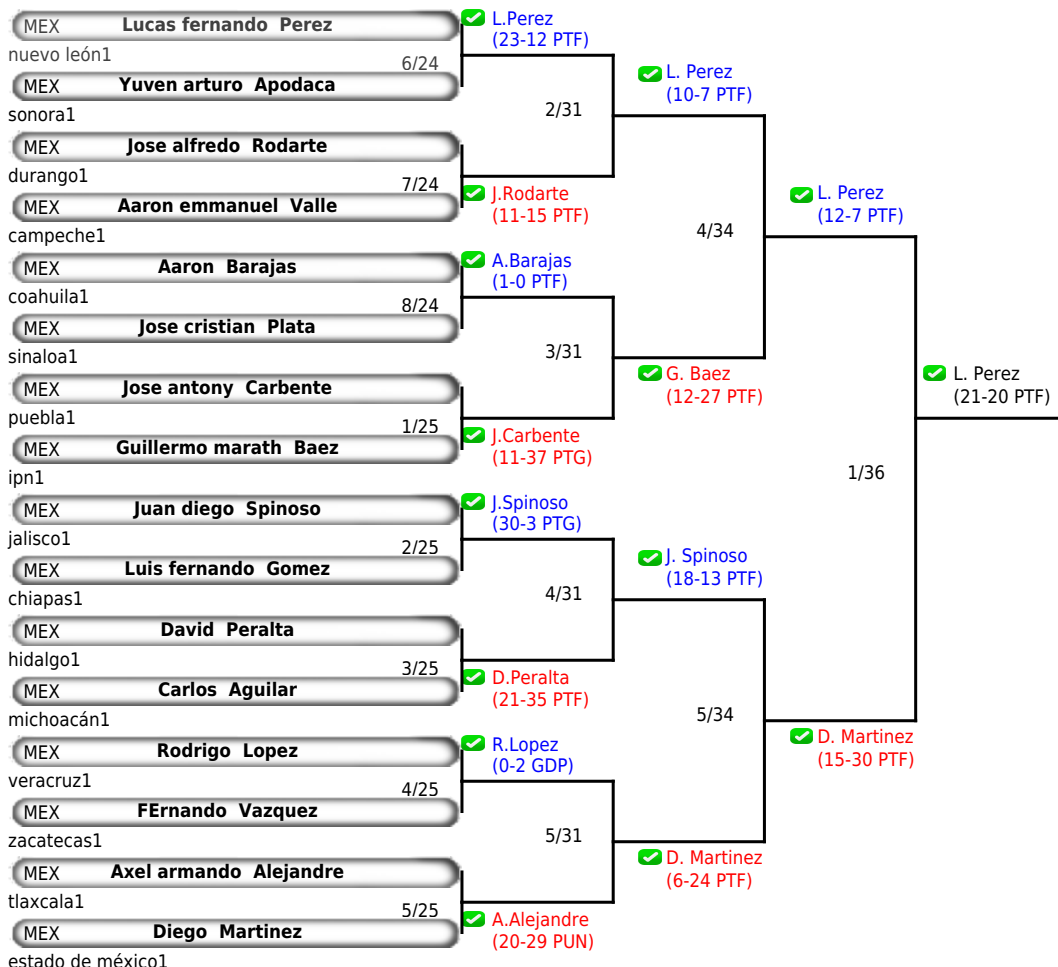 MEX Lucas fernando Perez
nuevo león1
6/24
MEX Yuven arturo Apodaca
sonora1
MEX Jose alfredo Rodarte
durango1
7/24
MEX Aaron emmanuel Valle
campeche1
MEX Aaron Barajas
coahuila1
8/24
MEX Jose cristian Plata
sinaloa1
MEX Jose antony Carbente
puebla1
1/25
MEX Guillermo marath Baez
ipn1
MEX Juan diego Spinoso
jalisco1
2/25
MEX Luis fernando Gomez
chiapas1
MEX David Peralta
hidalgo1
3/25
MEX Carlos Aguilar
michoacán1
MEX Rodrigo Lopez
veracruz1
4/25
MEX FErnando Vazquez
zacatecas1
MEX Axel armando Alejandre
tlaxcala1
5/25
MEX Diego Martinez
estado de méxico1
L.Perez
(23-12 PTF)
2/31
J.Rodarte
(11-15 PTF)
A.Barajas
(1-0 PTF)
3/31
J.Carbente
(11-37 PTG)
J.Spinoso
(30-3 PTG)
4/31
D.Peralta
(21-35 PTF)
R.Lopez
(0-2 GDP)
5/31
A.Alejandre
(20-29 PUN)
L. Perez
(10-7 PTF)
4/34
G. Baez
(12-27 PTF)
J. Spinoso
(18-13 PTF)
5/34
D. Martinez
(6-24 PTF)
L. Perez
(12-7 PTF)
1/36
D. Martinez
(15-30 PTF)
L. Perez
(21-20 PTF)